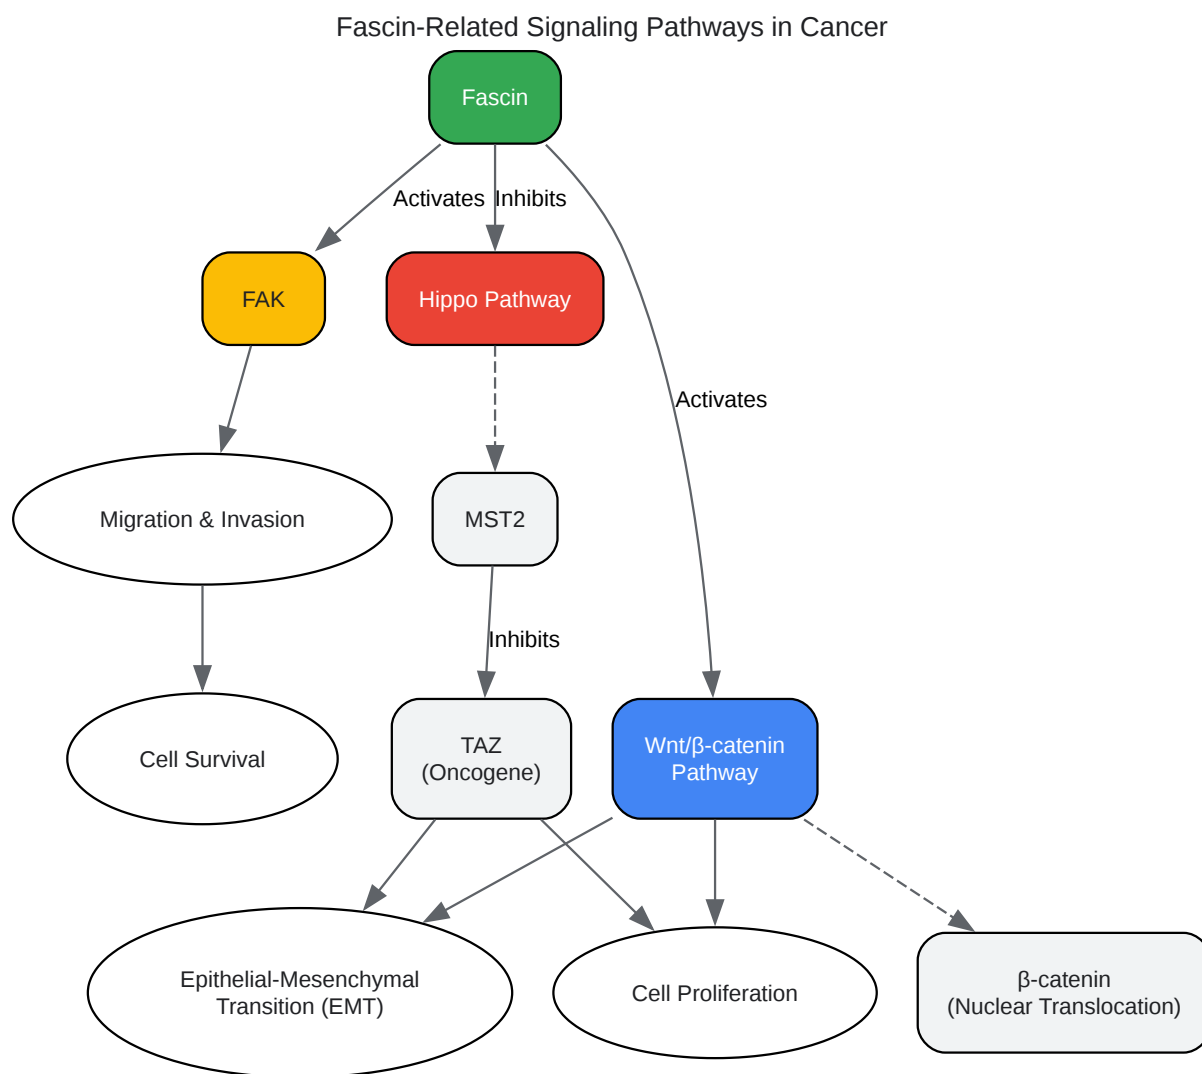 Fascin-Related Signaling Pathways in Cancer
Fascin
Activates
Inhibits
FAK
Hippo Pathway
Activates
Migration & Invasion
MST2
Inhibits
Cell Survival
TAZ
(Oncogene)
Wnt/β-catenin
Pathway
Epithelial-Mesenchymal
Transition (EMT)
Cell Proliferation
β-catenin
(Nuclear Translocation)